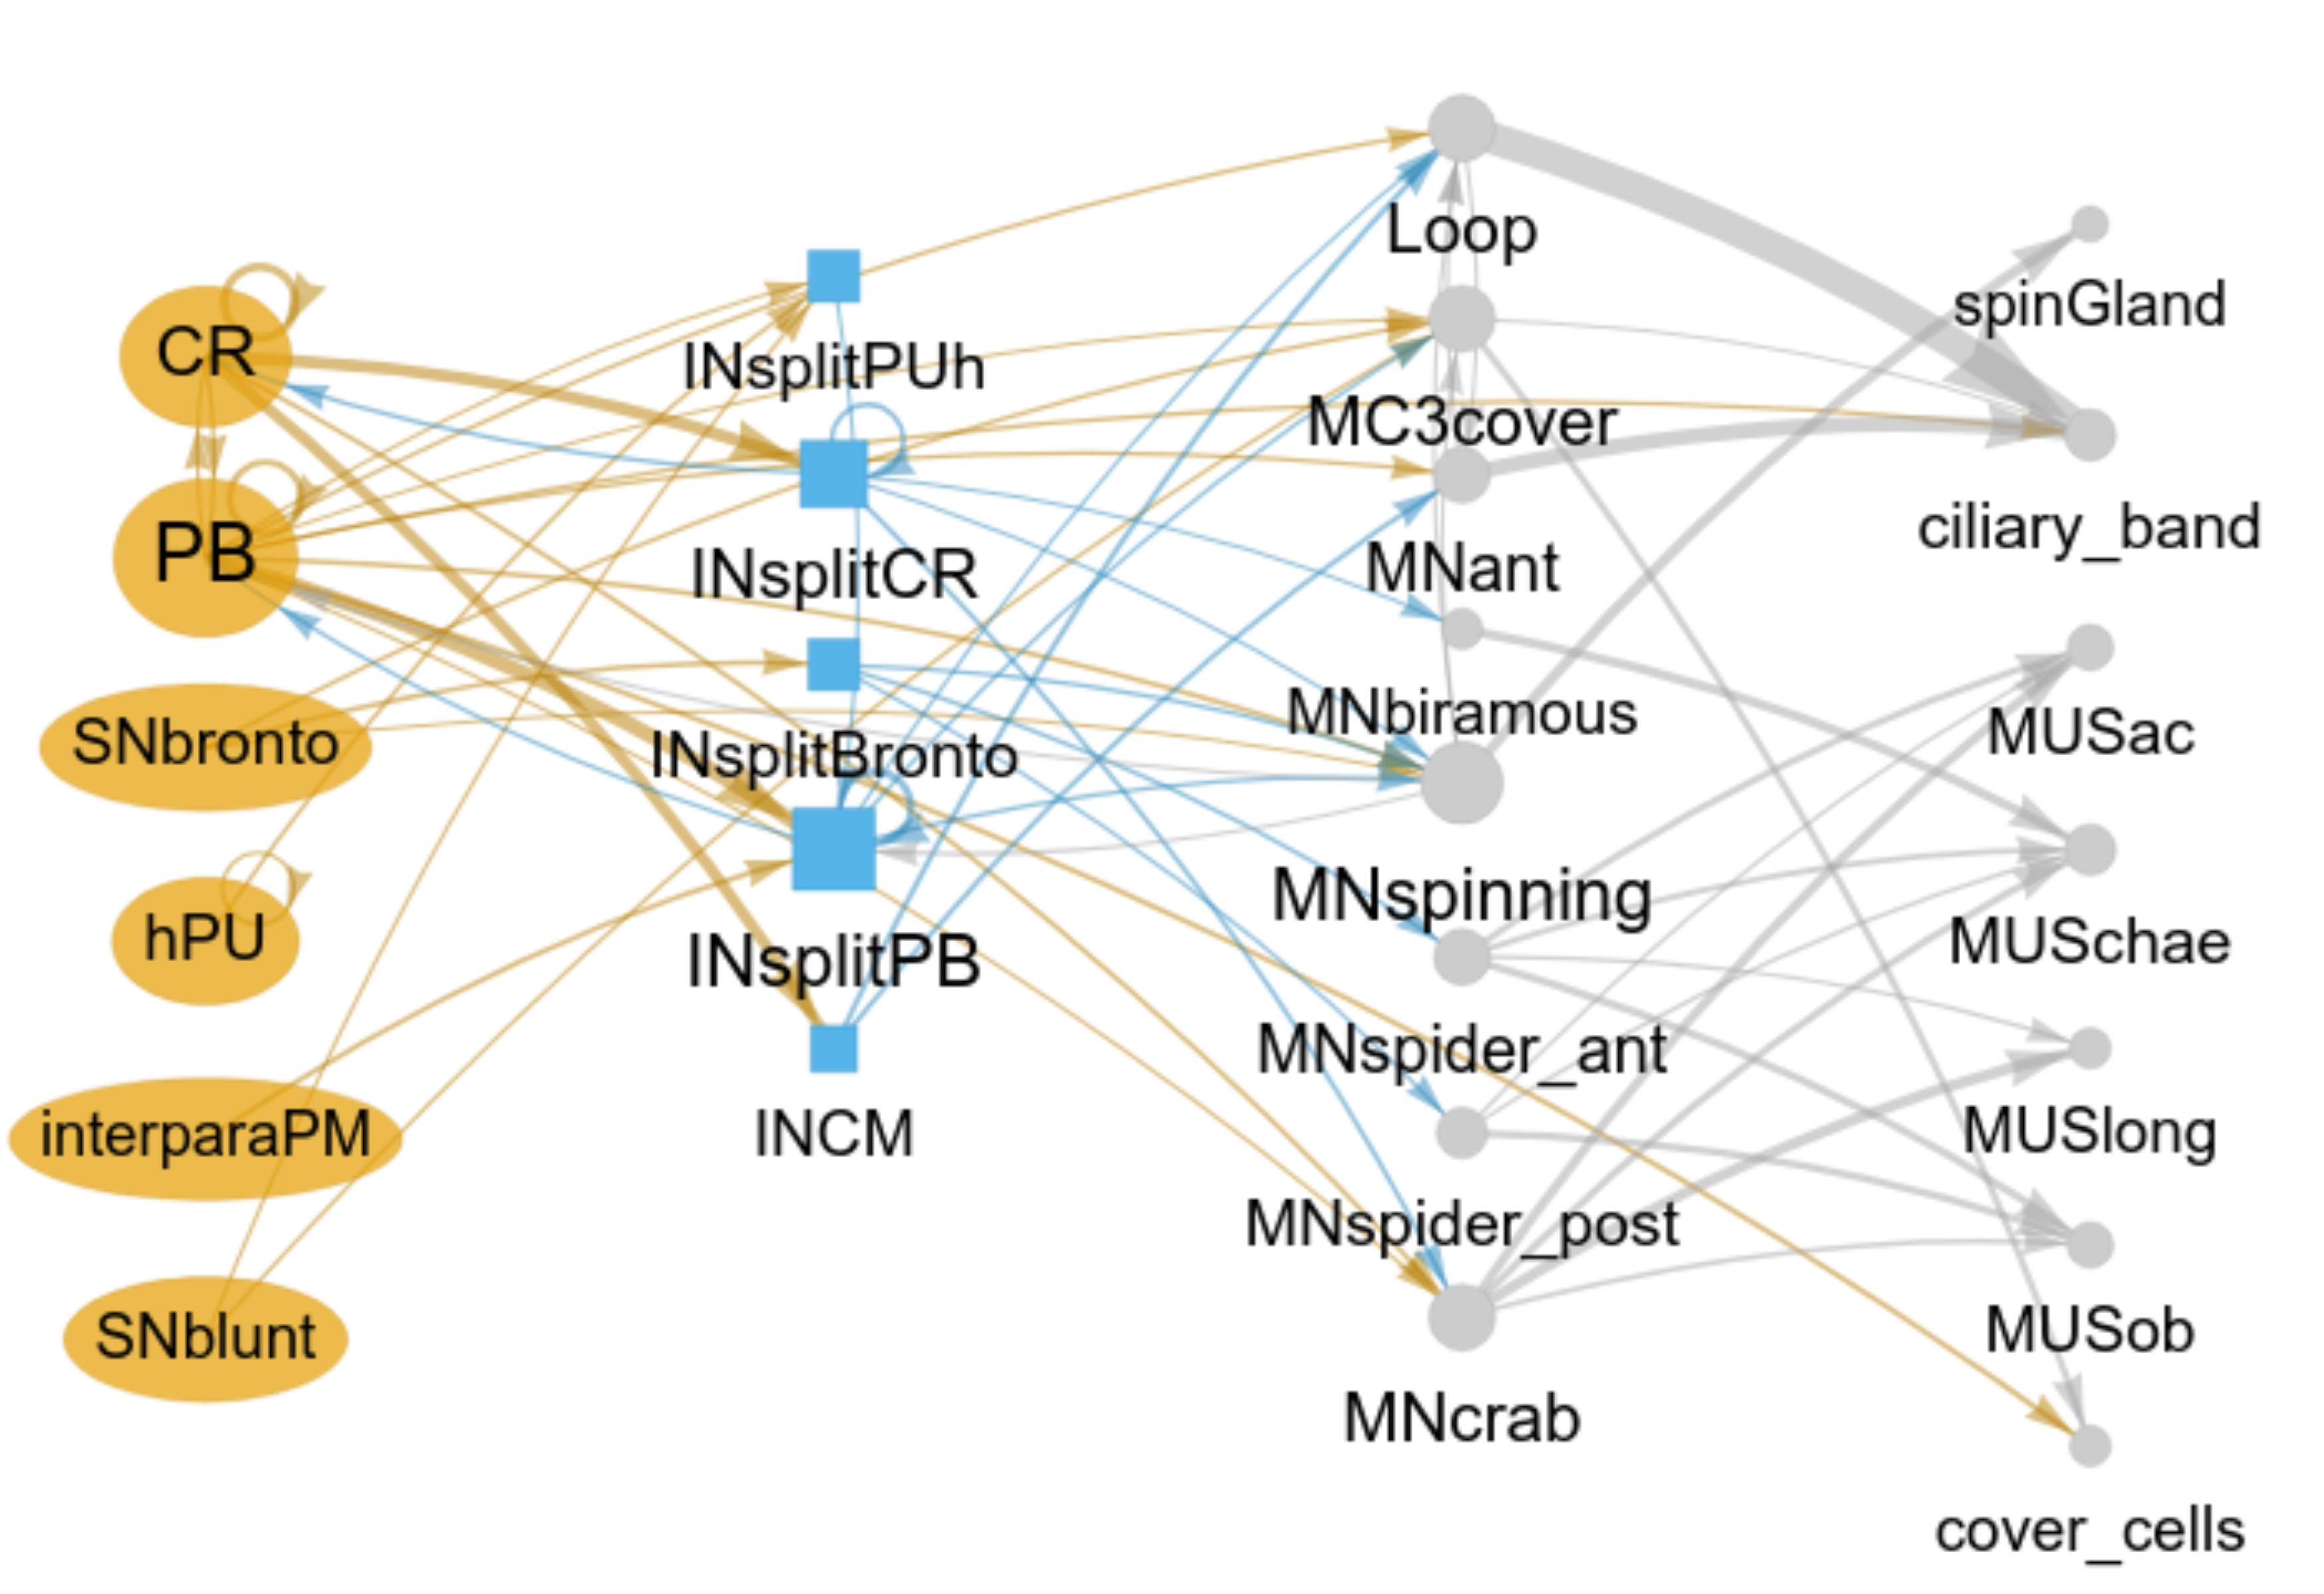 CR
PB
SNbronto
hPU
interparaPM
SNblunt
INsplitPUh
INsplitCR
INsplitBronto
INsplitPB
INCM
Loop
MC3cover
MNant
MNbiramous
MNspinning
MNspider_ant
MNspider_post
MNcrab
spinGland
ciliary_band
MUSac
MUSchae
MUSlong
MUSob
cover_cells